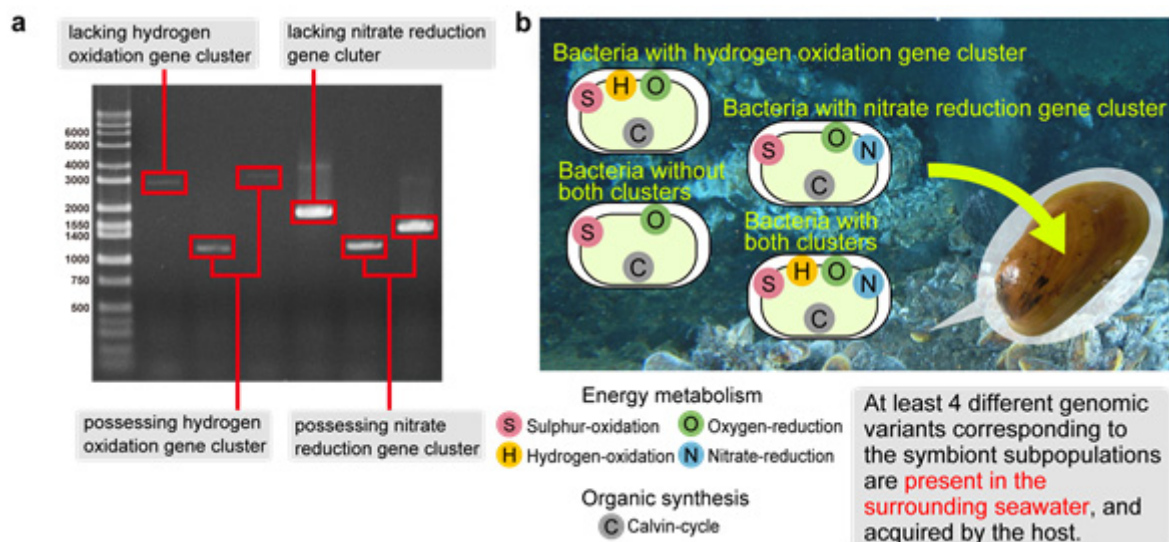 a
lacking hydrogen
oxidation gene cluster
lacking nitrate reduction
gene cluter
6000
5000
4000
3000
2000
1550
1400
1000
750
500
possessing hydrogen
oxidation gene cluster
possessing nitrate
reduction gene cluster
b
Bacteria with hydrogen oxidation gene cluster
S H O
C
Bacteria with nitrate reduction gene cluster
S O N
C
Bacteria without
both clusters
S O
C
Bacteria with
both clusters
S H O N
C
Energy metabolism
S Sulphur-oxidation O Oxygen-reduction
H Hydrogen-oxidation N Nitrate-reduction
Organic synthesis
C Calvin-cycle
At least 4 different genomic
variants corresponding to
the symbiont subpopulations
are present in the
surrounding seawater, and
acquired by the host.